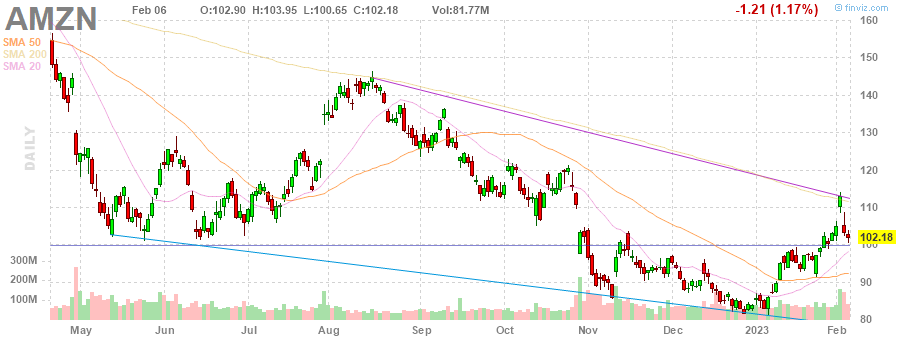 AMZN Feb 06 O:102.90 H:103.95 L:100.65 C:102.18 Vol:81.77M -1.21 (1.17%) © finviz.com
SMA 50
SMA 200
SMA 20
DAILY
160
150
140
130
120
110
102.18
100
90
80
300M
200M
100M
May Jun Jul Aug Sep Oct Nov Dec 2023 Feb